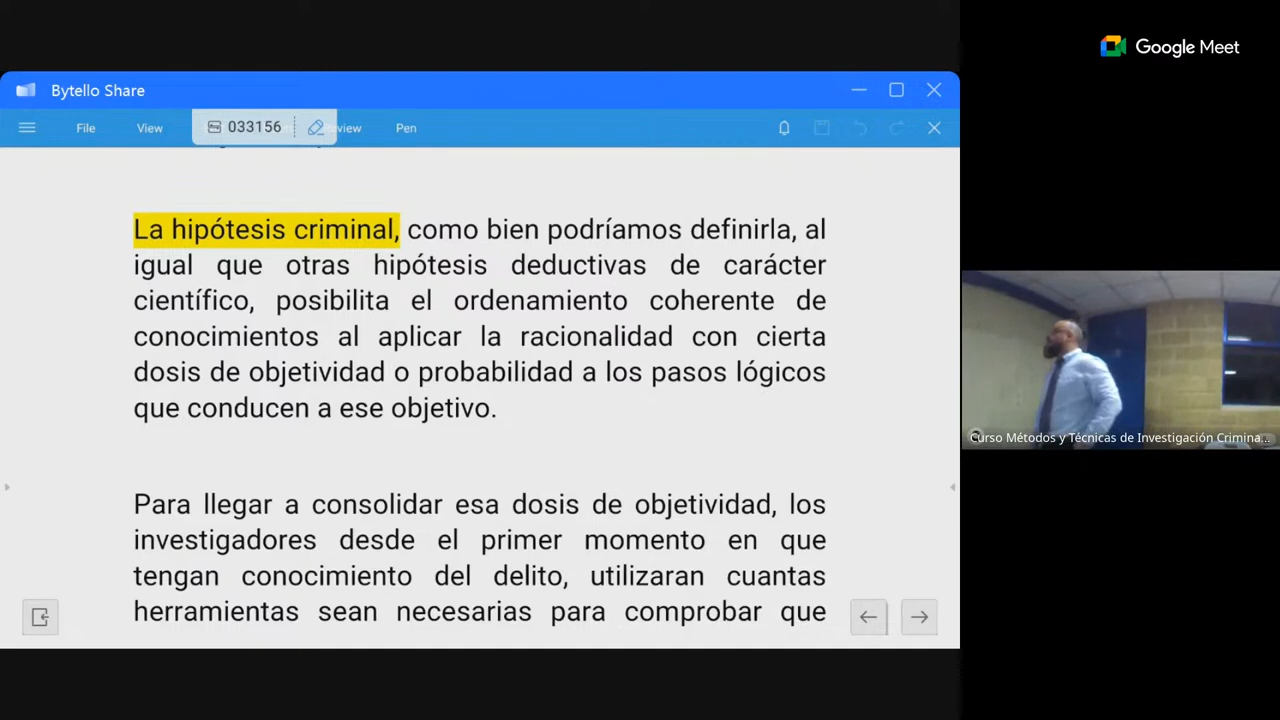 Google Meet
Bytello Share
File View 033156 view Pen
La hipótesis criminal, como bien podríamos definirla, al
igual que otras hipótesis deductivas de carácter
científico, posibilita el ordenamiento coherente de
conocimientos al aplicar la racionalidad con cierta
dosis de objetividad o probabilidad a los pasos lógicos
que conducen a ese objetivo.
Para llegar a consolidar esa dosis de objetividad, los
investigadores desde el primer momento en que
tengan conocimiento del delito, utilizaran cuantas
herramientas sean necesarias para comprobar que
Curso Métodos y Técnicas de Investigación Crimina...